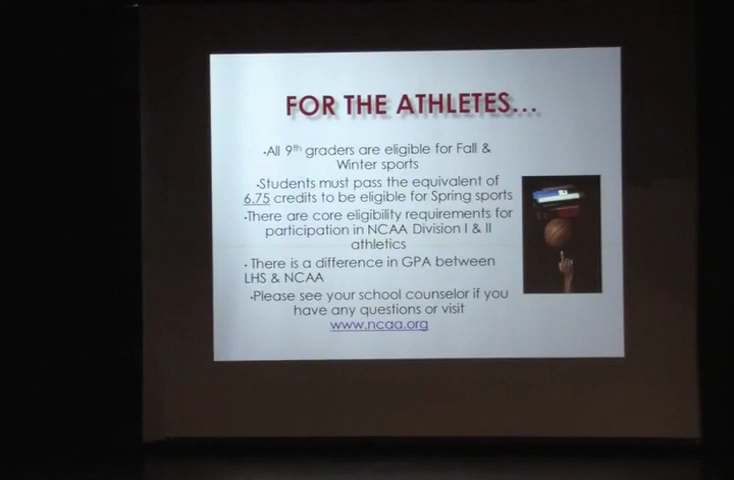 FOR THE ATHLETES...
•All 9th graders are eligible for Fall &
Winter sports
•Students must pass the equivalent of
6.75 credits to be eligible for Spring sports
•There are core eligibility requirements for
participation in NCAA Division I & II
athletics
• There is a difference in GPA between
LHS & NCAA
•Please see your school counselor if you
have any questions or visit
www.ncaa.org